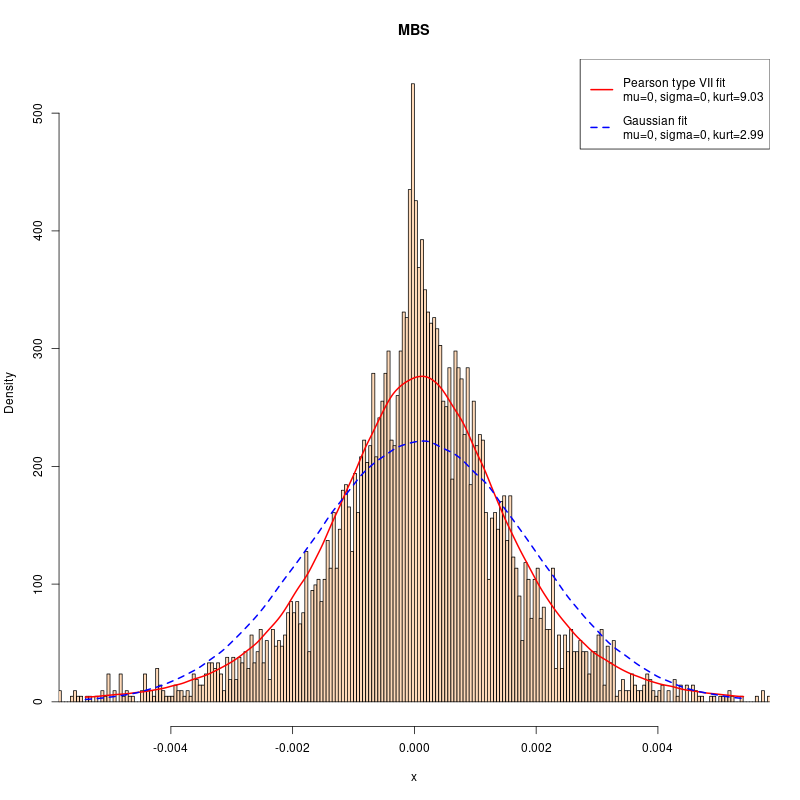 MBS
Pearson type VII fit
mu=0, sigma=0, kurt=9.03
Gaussian fit
mu=0, sigma=0, kurt=2.99
500
400
300
200
100
0
Density
-0.004
-0.002
0.000
0.002
0.004
x